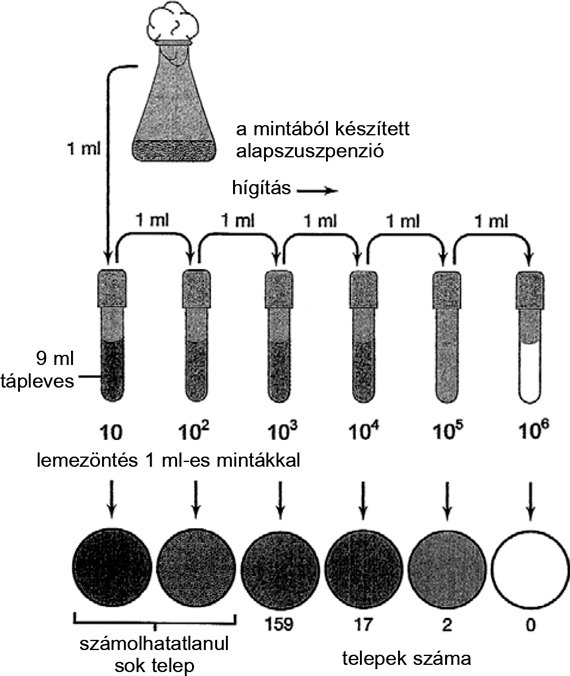 a mintából készített
alapszuszpenzió
1 ml
hígítás
1 ml 1 ml 1 ml 1 ml 1 ml
9 ml
tápleves
10 10² 10³ 10⁴ 10⁵ 10⁶
lemezöntés 1 ml-es mintákkal
159 17 2 0
számolhatatlanul
sok telep
telepek száma